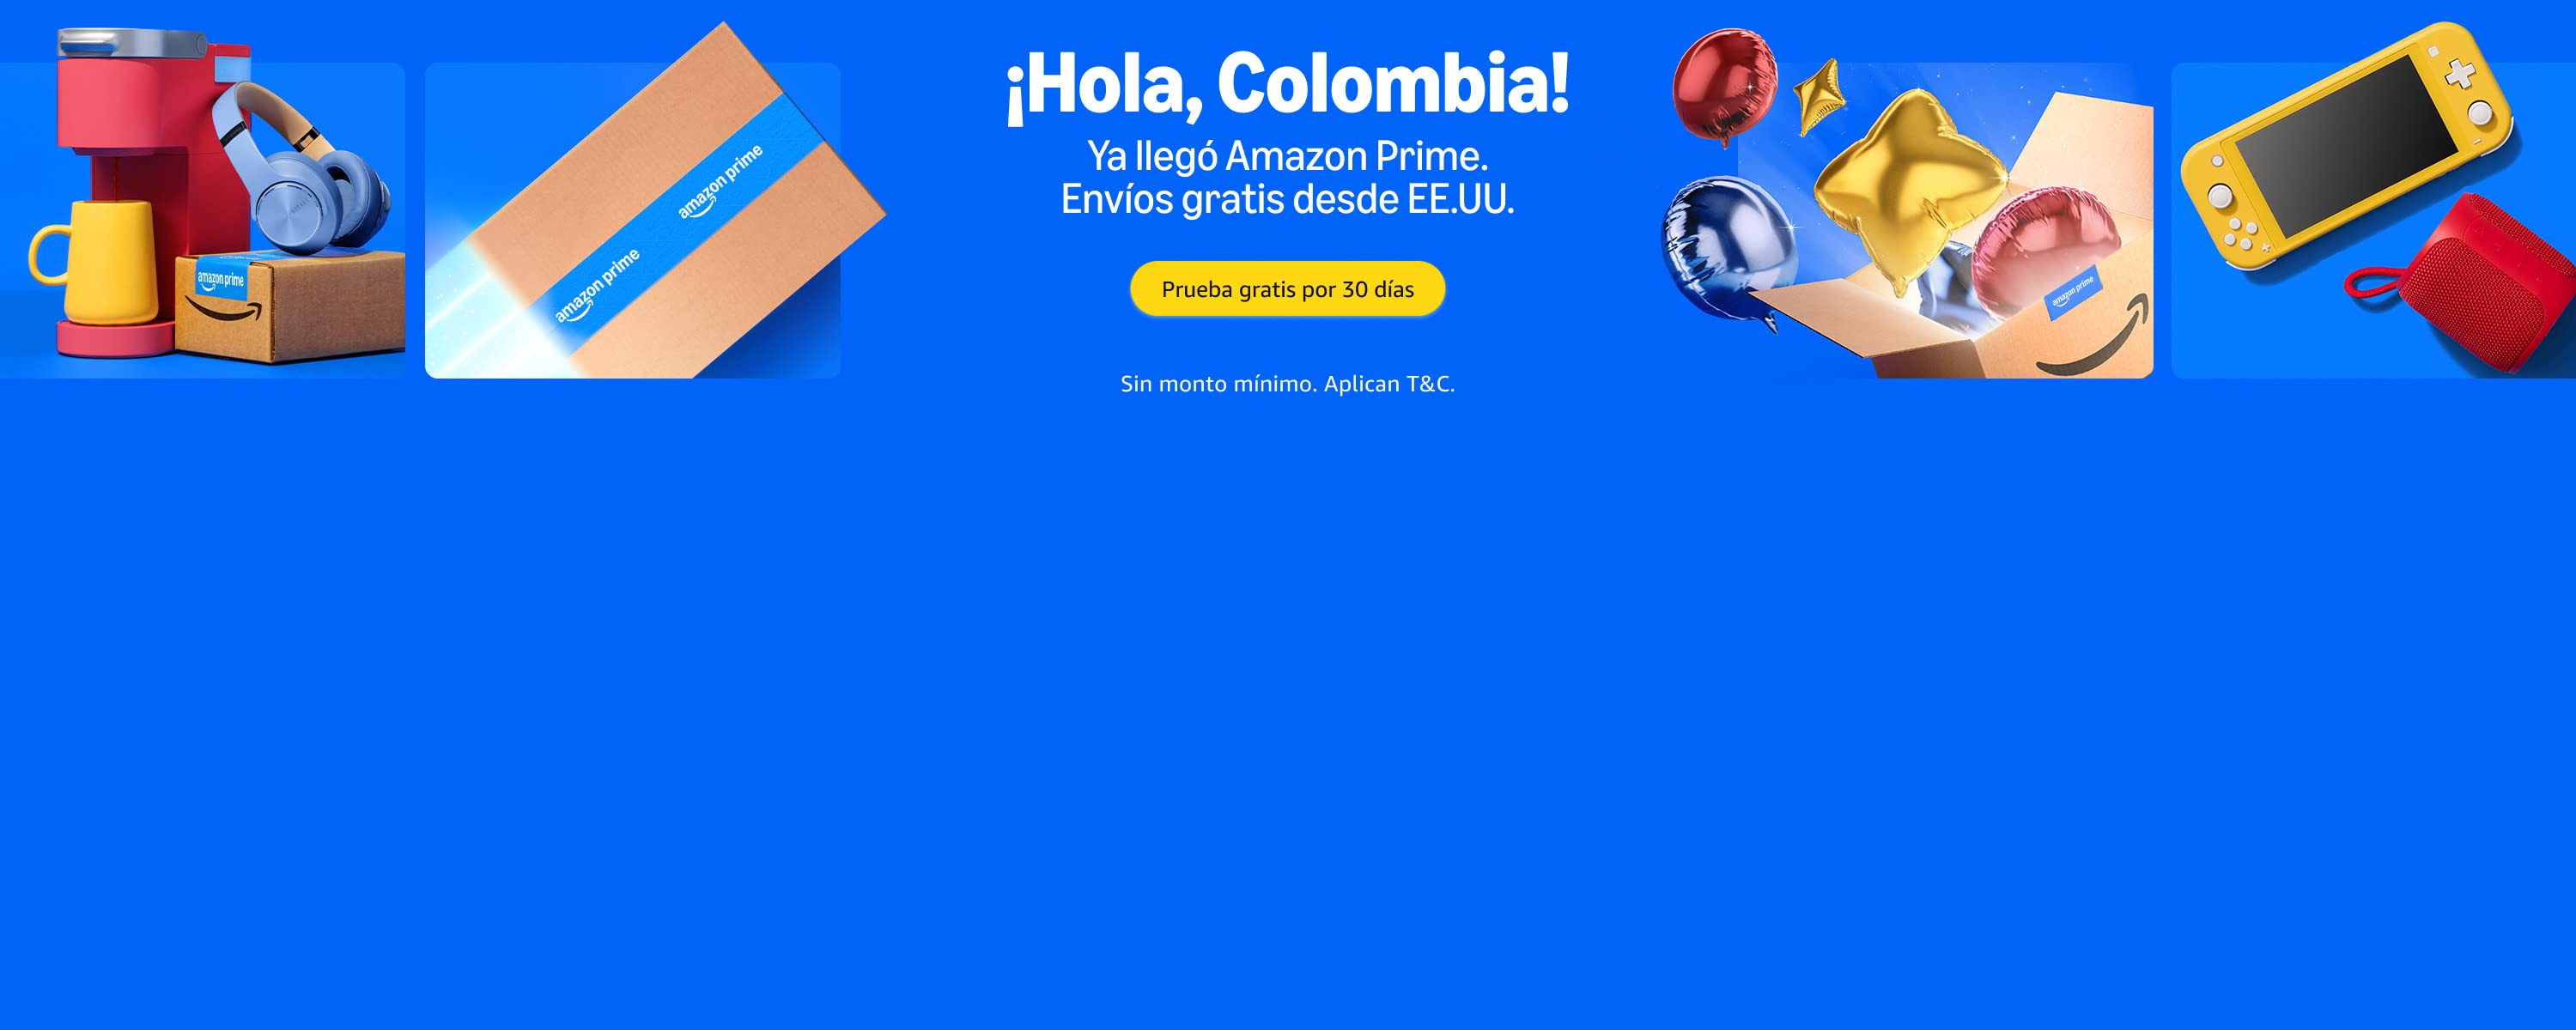 ¡Hola, Colombia!
Ya llegó Amazon Prime.
Envíos gratis desde EE.UU.
Prueba gratis por 30 días
Sin monto mínimo. Aplican T&C.
amazon prime
amazon prime
amazon prime
amazon prime